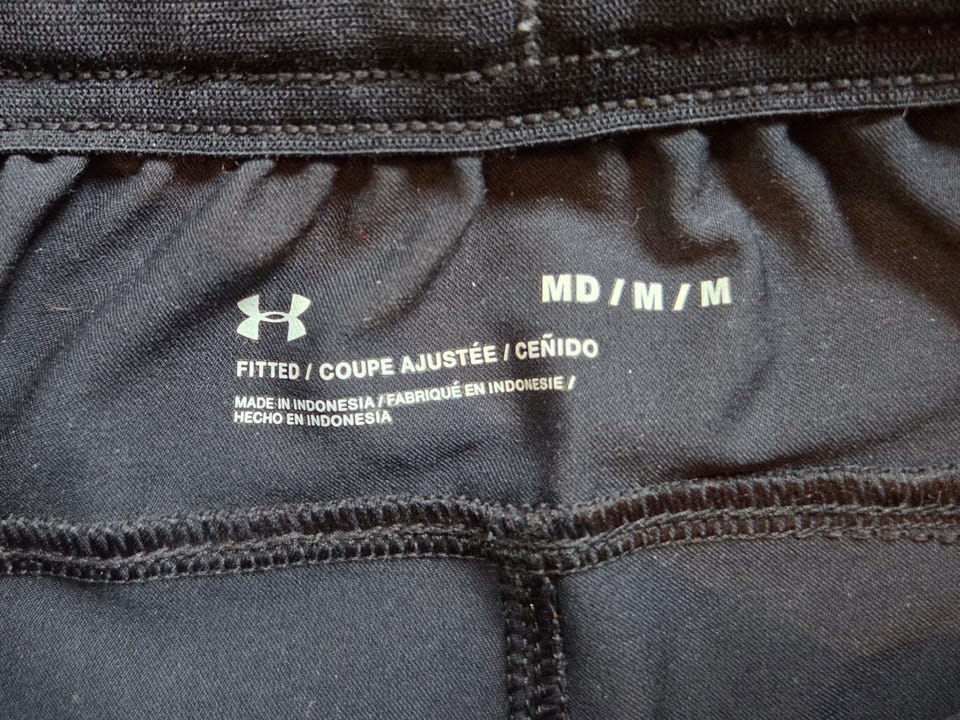 MD / M / M
FITTED / COUPE AJUSTÉE / CEÑIDO
MADE IN INDONESIA / FABRIQUÉ EN INDONESIE /
HECHO EN INDONESIA